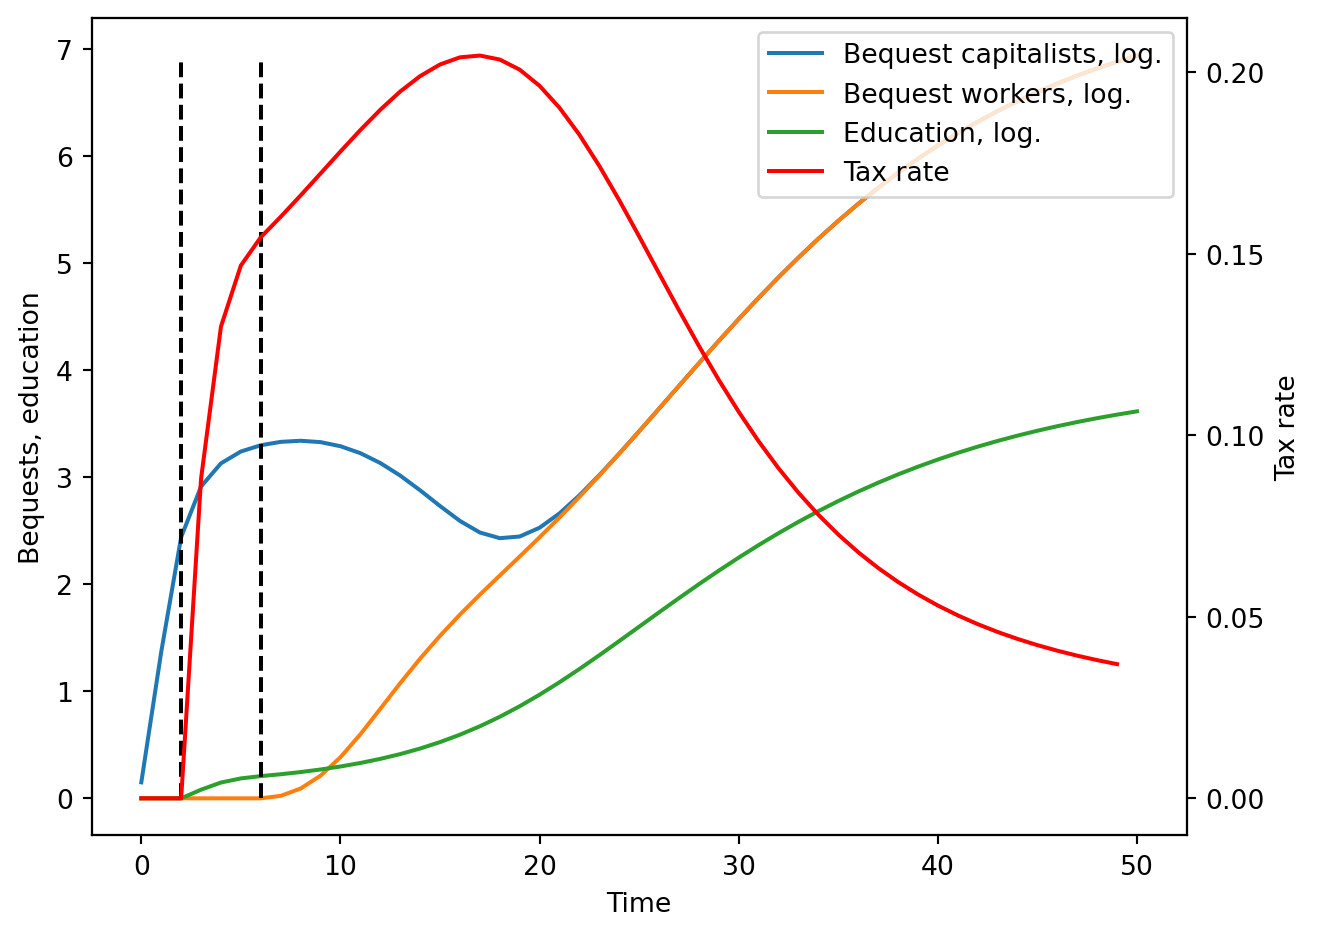 Bequest capitalists, log.
Bequest workers, log.
Education, log.
Tax rate
7
6
5
4
3
2
1
0
Bequests, education
0.20
0.15
0.10
0.05
0.00
Tax rate
0 10 20 30 40 50
Time